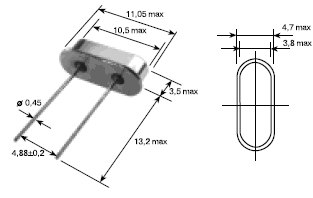 11,05 max
10,5 max
4,7 max
3,8 max
3,5 max
ø 0,45
13,2 max
4,88±0,2